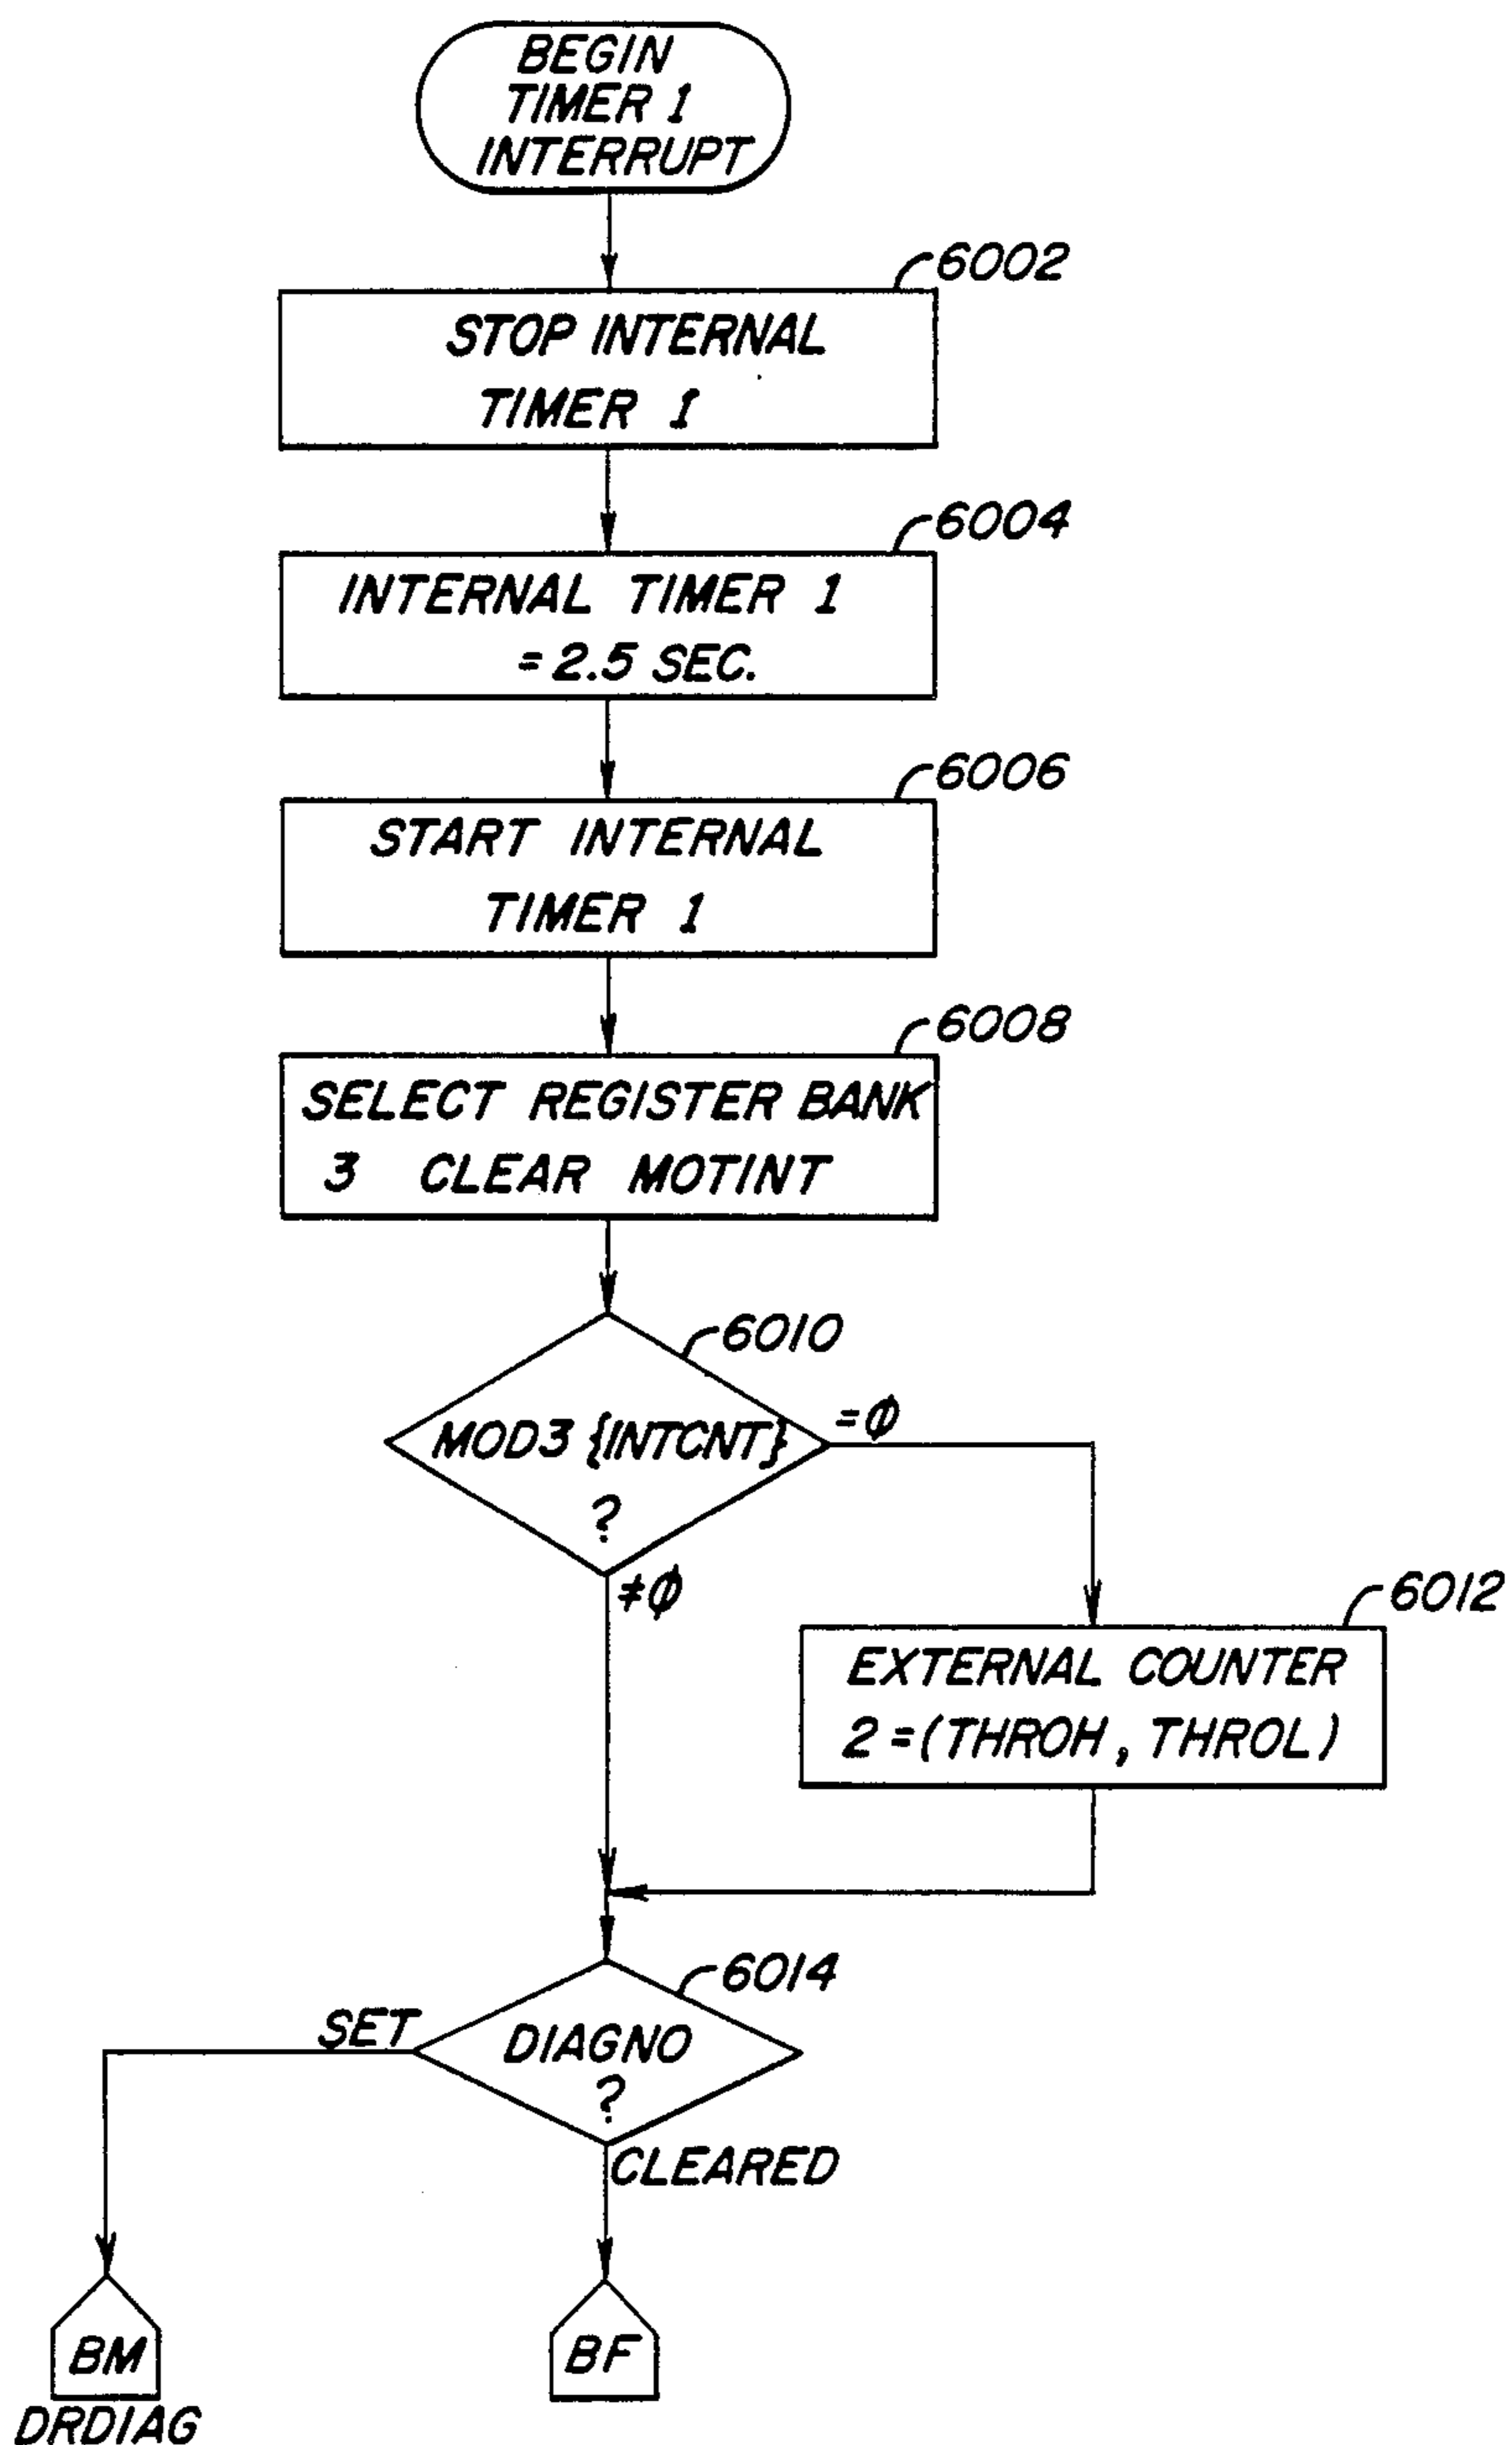 BEGIN
TIMER 1
INTERRUPT
6002
STOP INTERNAL
TIMER 1
6004
INTERNAL TIMER 1
= 2.5 SEC.
6006
START INTERNAL
TIMER 1
6008
SELECT REGISTER BANK
3 CLEAR MOTINT
6010
MOD3 {INTCNT}
?
=φ
≠φ
6012
EXTERNAL COUNTER
2 =(THROH, THROL)
6014
SET
DIAGNO
?
CLEARED
BM
BF
DRDIAG